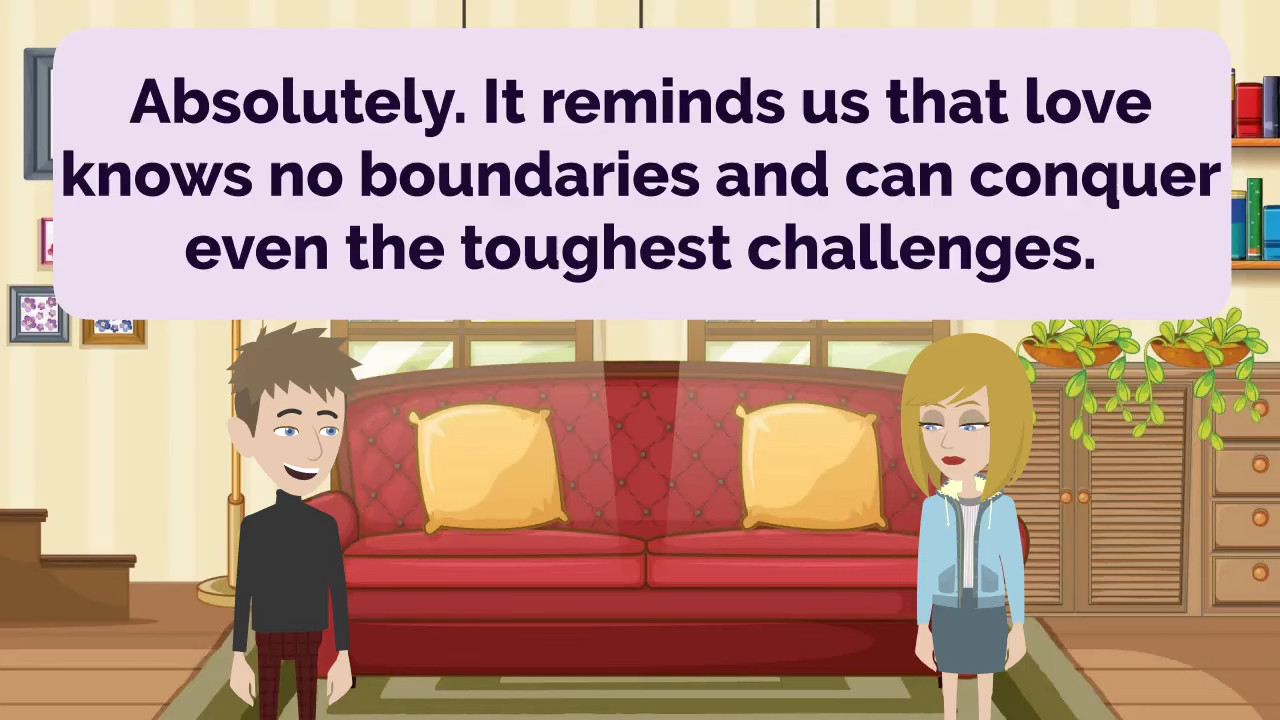 Absolutely. It reminds us that love
knows no boundaries and can conquer
even the toughest challenges.